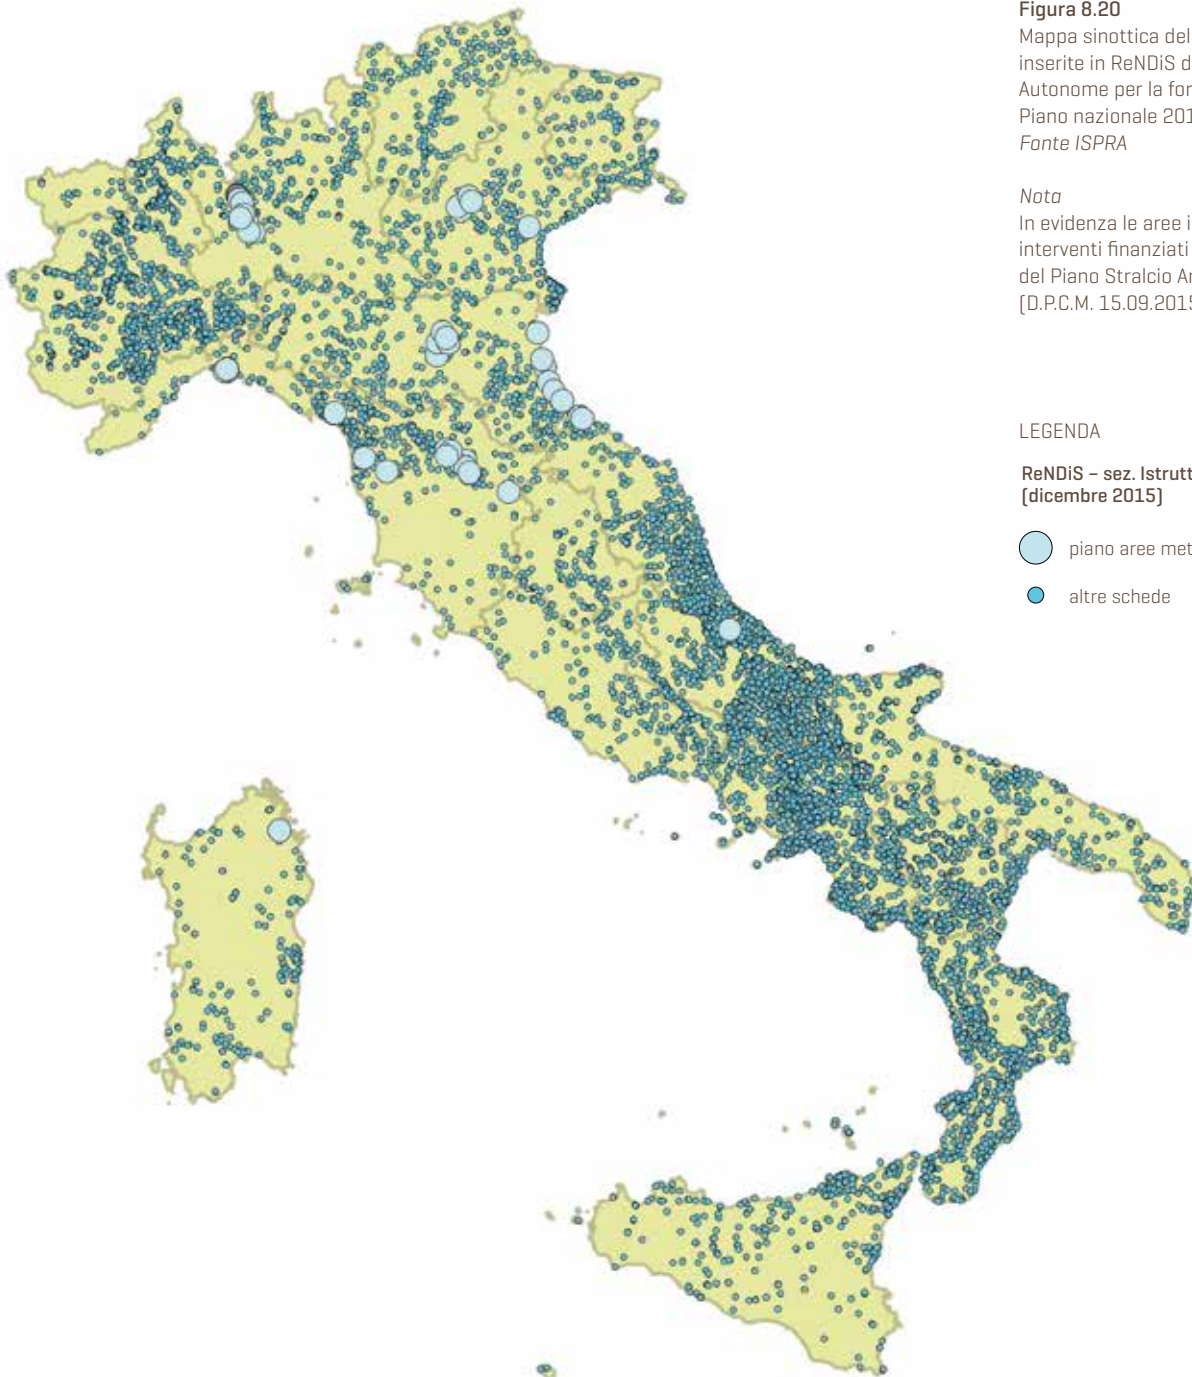 Figura 8.20
Mappa sinottica del
inserite in ReNDiS d
Autonome per la for
Piano nazionale 201
Fonte ISPRA
Nota
In evidenza le aree i
interventi finanziati
del Piano Stralcio
(D.P.C.M. 15.09.2015
LEGENDA
ReNDiS – sez. Istrutt
(dicembre 2015)
piano aree met
altre schede